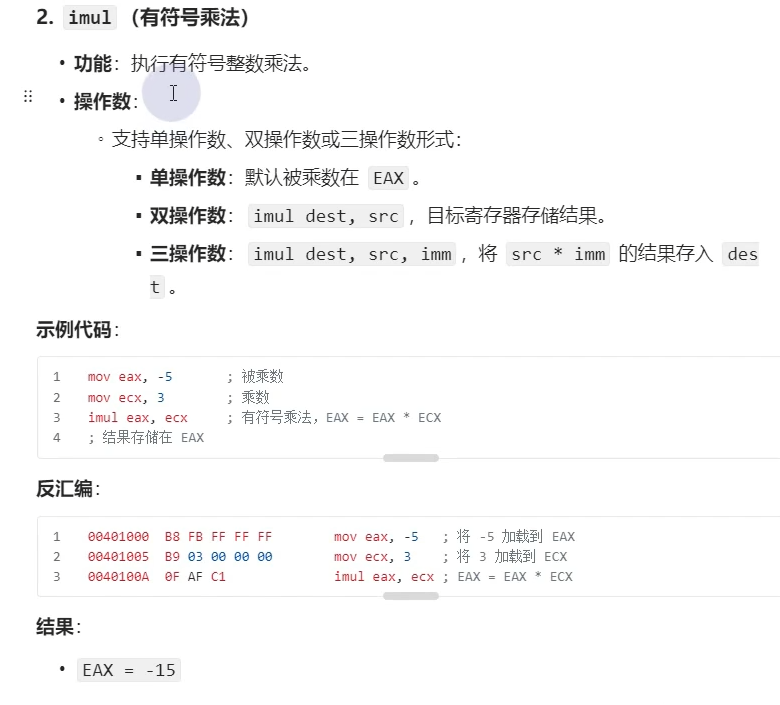 2. imul （有符号乘法）
• 功能：执行有符号整数乘法。
• 操作数：
◦ 支持单操作数、双操作数或三操作数形式：
▪ 单操作数：默认被乘数在 EAX 。
▪ 双操作数： imul dest, src ，目标寄存器存储结果。
▪ 三操作数： imul dest, src, imm ，将 src * imm 的结果存入 des
t 。
示例代码：
1 mov eax, -5 ; 被乘数
2 mov ecx, 3 ; 乘数
3 imul eax, ecx ; 有符号乘法，EAX = EAX * ECX
4 ; 结果存储在 EAX
反汇编：
1 00401000 B8 FB FF FF FF mov eax, -5 ; 将 -5 加载到 EAX
2 00401005 B9 03 00 00 00 mov ecx, 3 ; 将 3 加载到 ECX
3 0040100A 0F AF C1 imul eax, ecx ; EAX = EAX * ECX
结果：
• EAX = -15